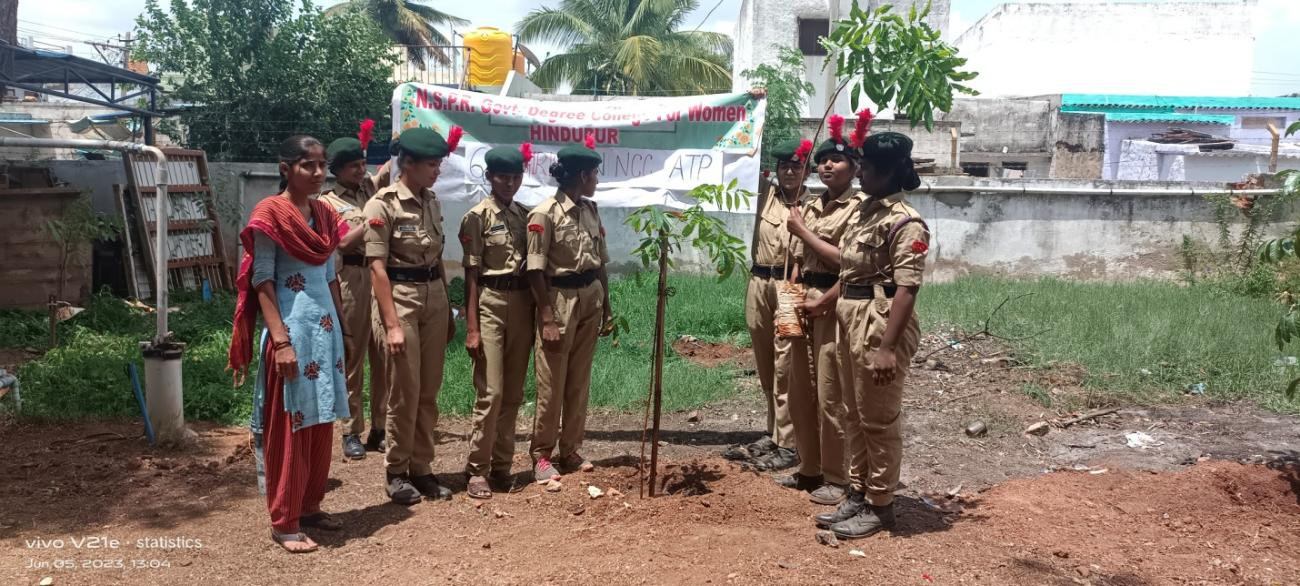 N.S.P.R. Govt. Degree College For Women
HINDUPUR
NCC ATP
vivo V21e · statistics
Jun 05, 2023, 13:04